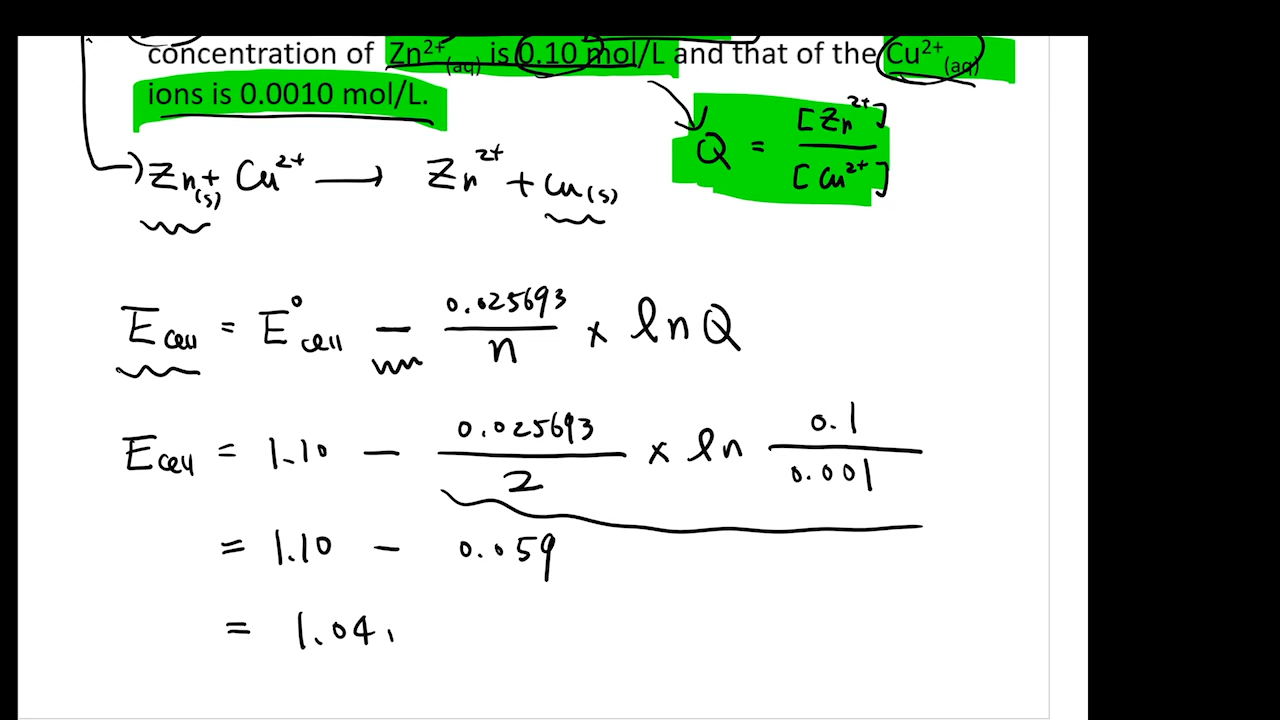 concentration of Zn²⁺(aq) is 0.10 mol/L and that of the Cu²⁺(aq)
ions is 0.0010 mol/L.
Q = [Zn²⁺] / [Cu²⁺]
Zn(s) + Cu²⁺ → Zn²⁺ + Cu(s)
Ecell = E°cell - 0.025693 / n × ln Q
Ecell = 1.10 - 0.025693 / 2 × ln 0.1 / 0.001
= 1.10 - 0.059
= 1.04